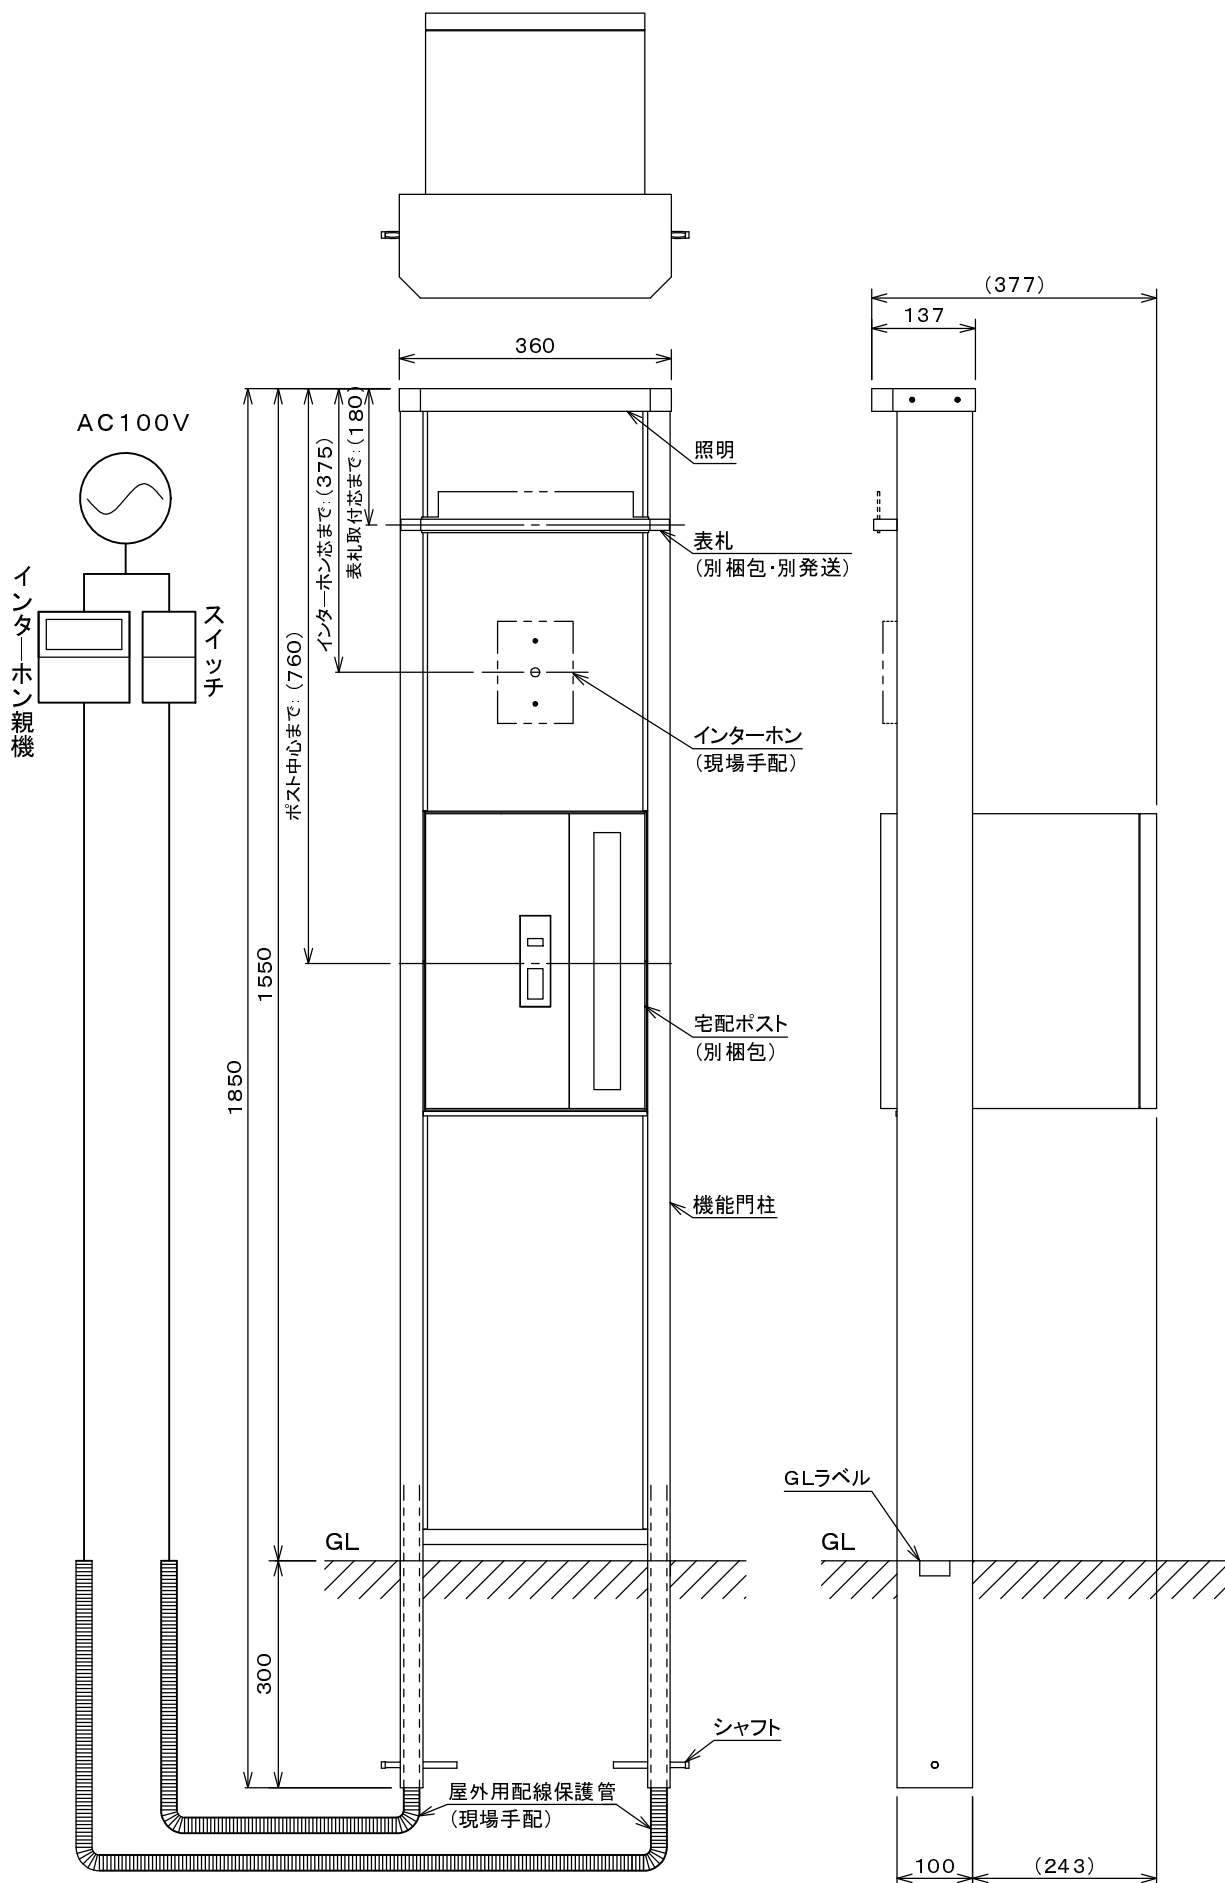 (377)
137
360
AC100V
照明
表札
(別梱包・別発送)
表札取付芯まで:(180)
インターホン芯まで:(375)
ポスト中心まで:(760)
1550
1850
300
インターホン親機
スイッチ
インターホン
(現場手配)
宅配ポスト
(別梱包)
機能門柱
GLラベル
GL
GL
シャフト
屋外用配線保護管
(現場手配)
100
(243)